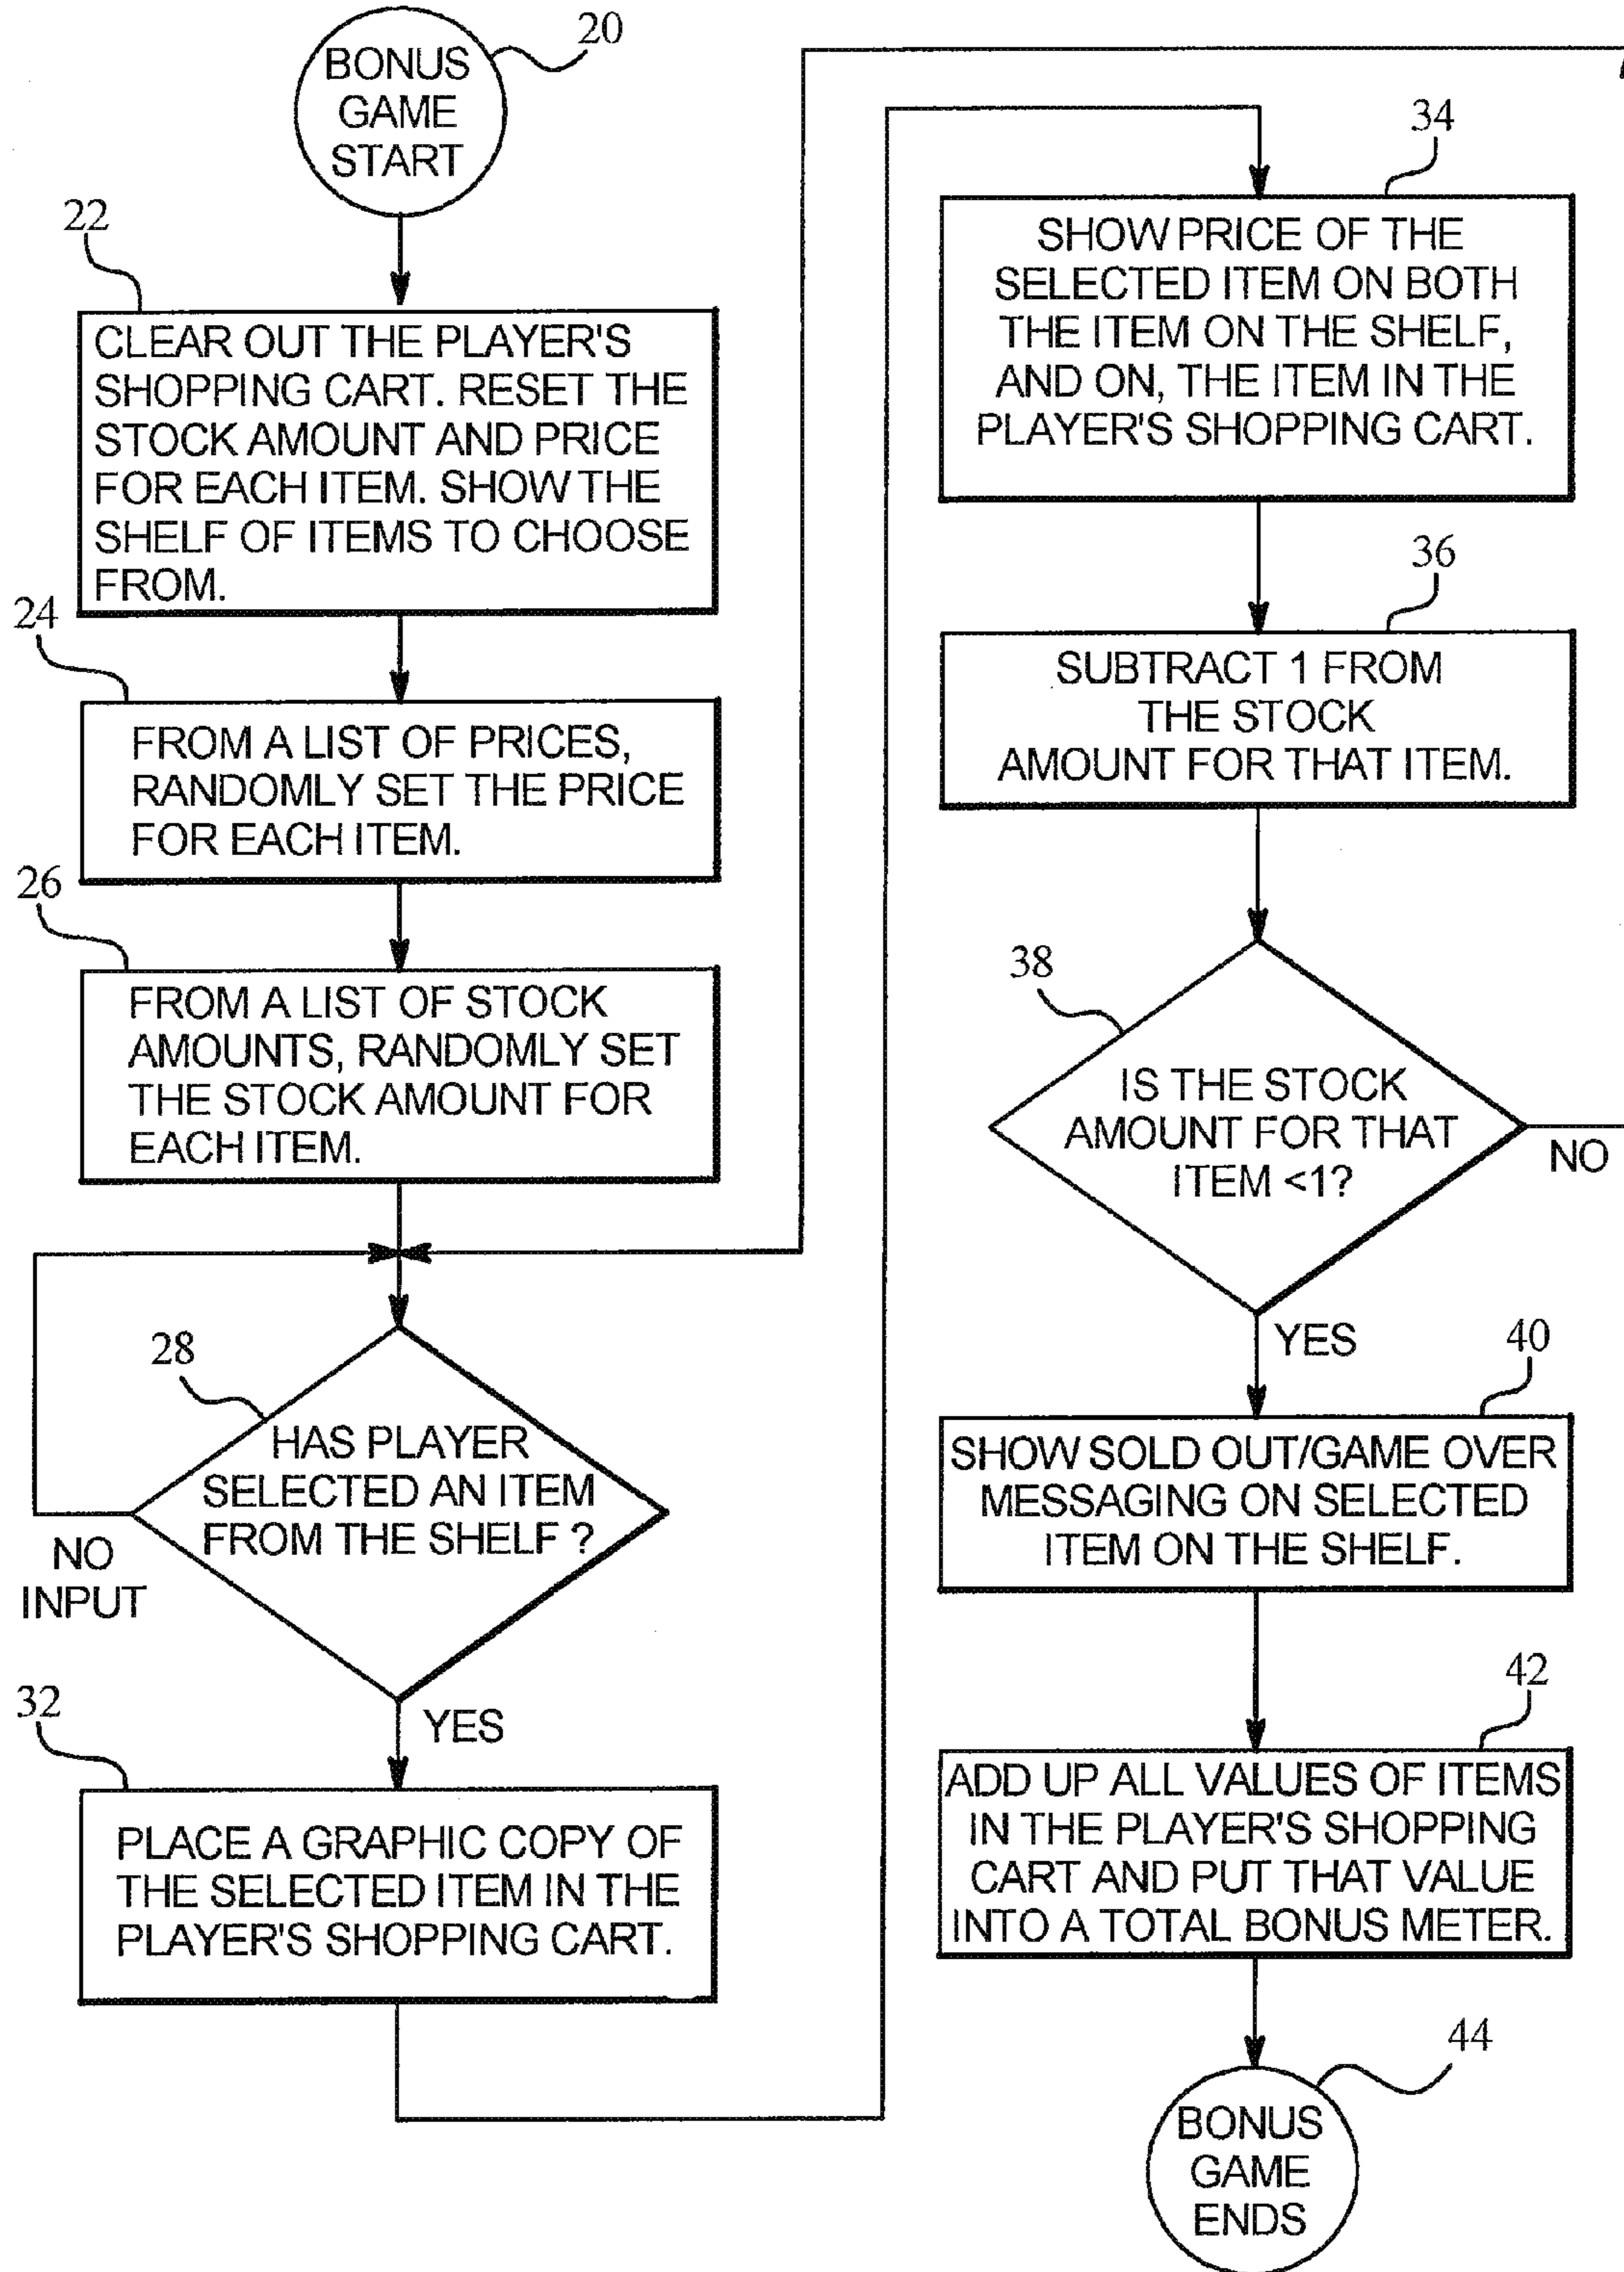 20
BONUS
GAME
START
22
CLEAR OUT THE PLAYER'S
SHOPPING CART. RESET THE
STOCK AMOUNT AND PRICE
FOR EACH ITEM. SHOW THE
SHELF OF ITEMS TO CHOOSE
FROM.
24
FROM A LIST OF PRICES,
RANDOMLY SET THE PRICE
FOR EACH ITEM.
26
FROM A LIST OF STOCK
AMOUNTS, RANDOMLY SET
THE STOCK AMOUNT FOR
EACH ITEM.
28
HAS PLAYER
SELECTED AN ITEM
FROM THE SHELF ?
NO
INPUT
YES
32
PLACE A GRAPHIC COPY OF
THE SELECTED ITEM IN THE
PLAYER'S SHOPPING CART.
34
SHOW PRICE OF THE
SELECTED ITEM ON BOTH
THE ITEM ON THE SHELF,
AND ON, THE ITEM IN THE
PLAYER'S SHOPPING CART.
36
SUBTRACT 1 FROM
THE STOCK
AMOUNT FOR THAT ITEM.
38
IS THE STOCK
AMOUNT FOR THAT
ITEM <1?
NO
YES
40
SHOW SOLD OUT/GAME OVER
MESSAGING ON SELECTED
ITEM ON THE SHELF.
42
ADD UP ALL VALUES OF ITEMS
IN THE PLAYER'S SHOPPING
CART AND PUT THAT VALUE
INTO A TOTAL BONUS METER.
44
BONUS
GAME
ENDS